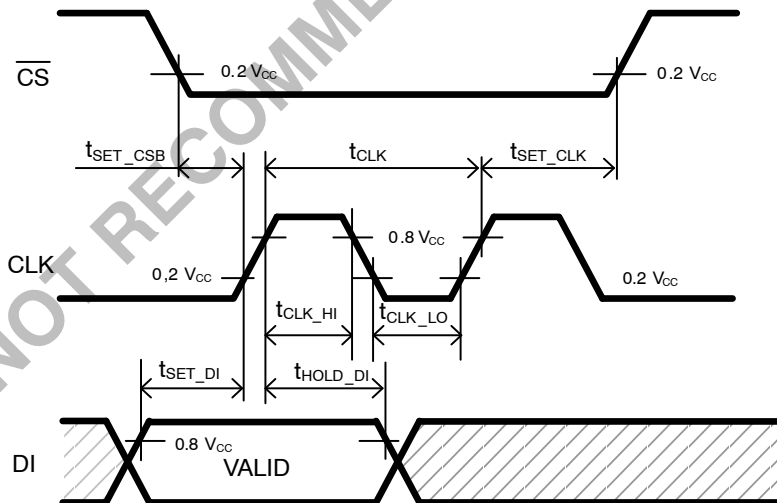 NOT RECOMME
CS
0.2 VCC
0.2 VCC
tSET_CSB
tCLK
tSET_CLK
CLK
0,2 VCC
0.8 VCC
0.2 VCC
tCLK_HI
tCLK_LO
tSET_DI
tHOLD_DI
DI
0.8 VCC
VALID